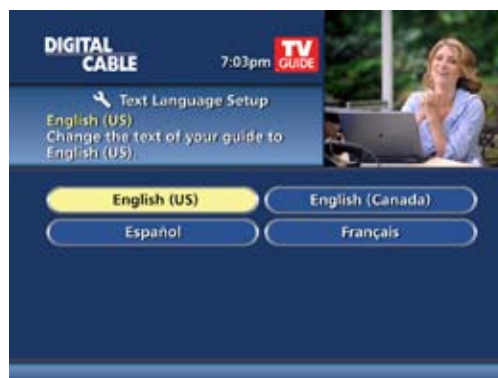 DIGITAL
CABLE
7:03pm
TV
GUIDE
Text Language Setup
English (US)
Change the text of your guide to
English (US).
English (US)
English (Canada)
Español
Français